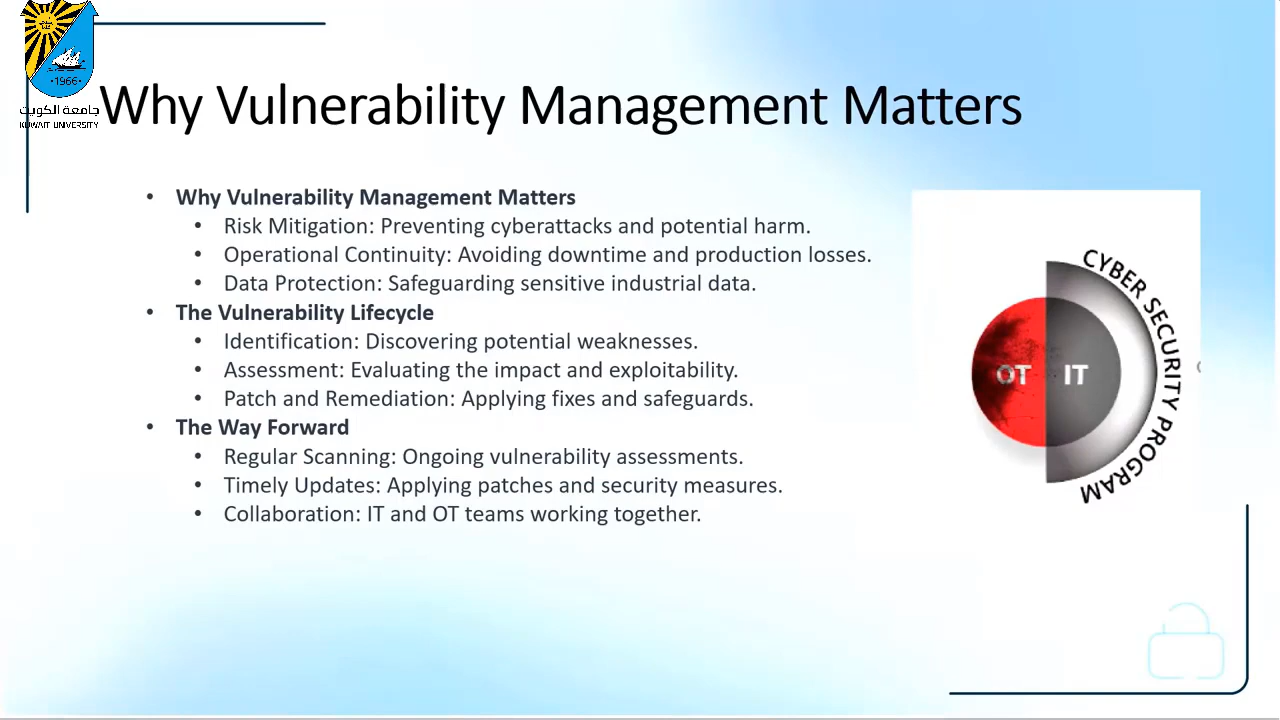 ·1966·
جامعة الكويت
KUWAIT UNIVERSITY
Why Vulnerability Management Matters
• Why Vulnerability Management Matters
• Risk Mitigation: Preventing cyberattacks and potential harm.
• Operational Continuity: Avoiding downtime and production losses.
• Data Protection: Safeguarding sensitive industrial data.
• The Vulnerability Lifecycle
• Identification: Discovering potential weaknesses.
• Assessment: Evaluating the impact and exploitability.
• Patch and Remediation: Applying fixes and safeguards.
• The Way Forward
• Regular Scanning: Ongoing vulnerability assessments.
• Timely Updates: Applying patches and security measures.
• Collaboration: IT and OT teams working together.
OT IT
CYBER SECURITY PROGRAM